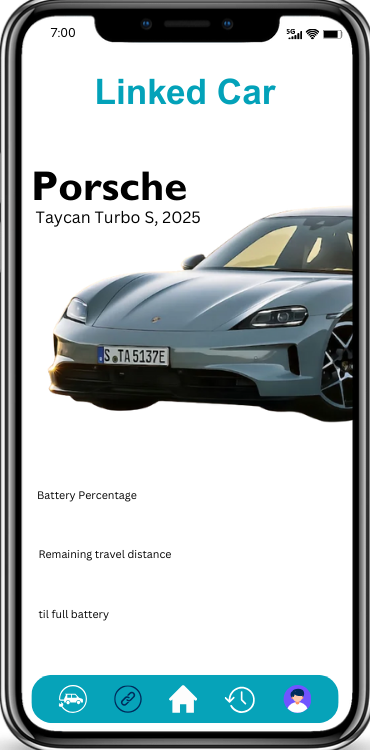 7:00
5G
Linked Car
Porsche
Taycan Turbo S, 2025
S TA 5137E
Battery Percentage
Remaining travel distance
til full battery